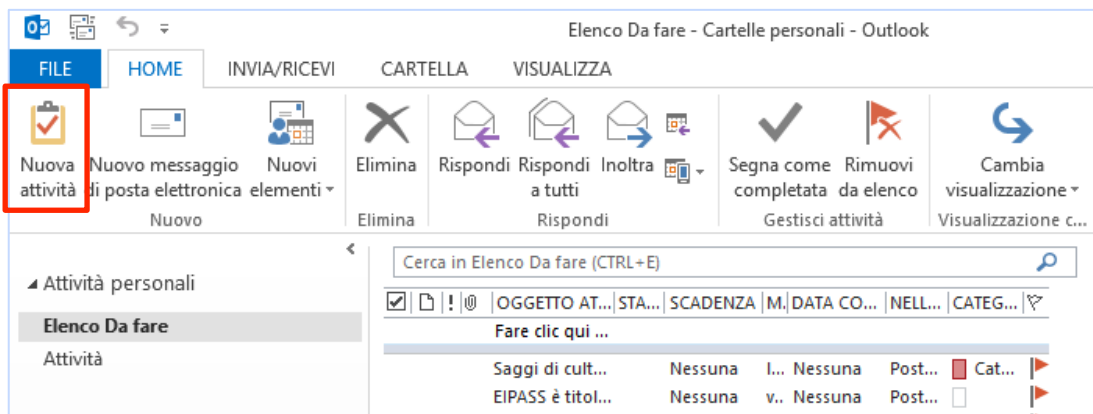 Elenco Da fare - Cartelle personali - Outlook
FILE HOME INVIA/RICEVI CARTELLA VISUALIZZA
Nuova attività
Nuovo messaggio di posta elettronica
Nuovi elementi
Elimina
Rispondi
Rispondi a tutti
Inoltra
Segna come completata
Rimuovi da elenco
Cambia visualizzazione
Nuovo Elimina Rispondi Gestisci attività Visualizzazione c...
Cerca in Elenco Da fare (CTRL+E)
Attività personali
Elenco Da fare
Attività
! OGGETTO AT... STA... SCADENZA M. DATA CO... NELL... CATEG...
Fare clic qui ...
Saggi di cult... Nessuna I... Nessuna Post... Cat...
EIPASS è titol... Nessuna v.. Nessuna Post...